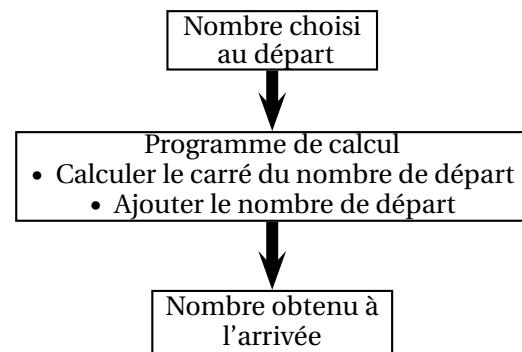 Nombre choisi
au départ
Programme de calcul
• Calculer le carré du nombre de départ
• Ajouter le nombre de départ
Nombre obtenu à
l'arrivée